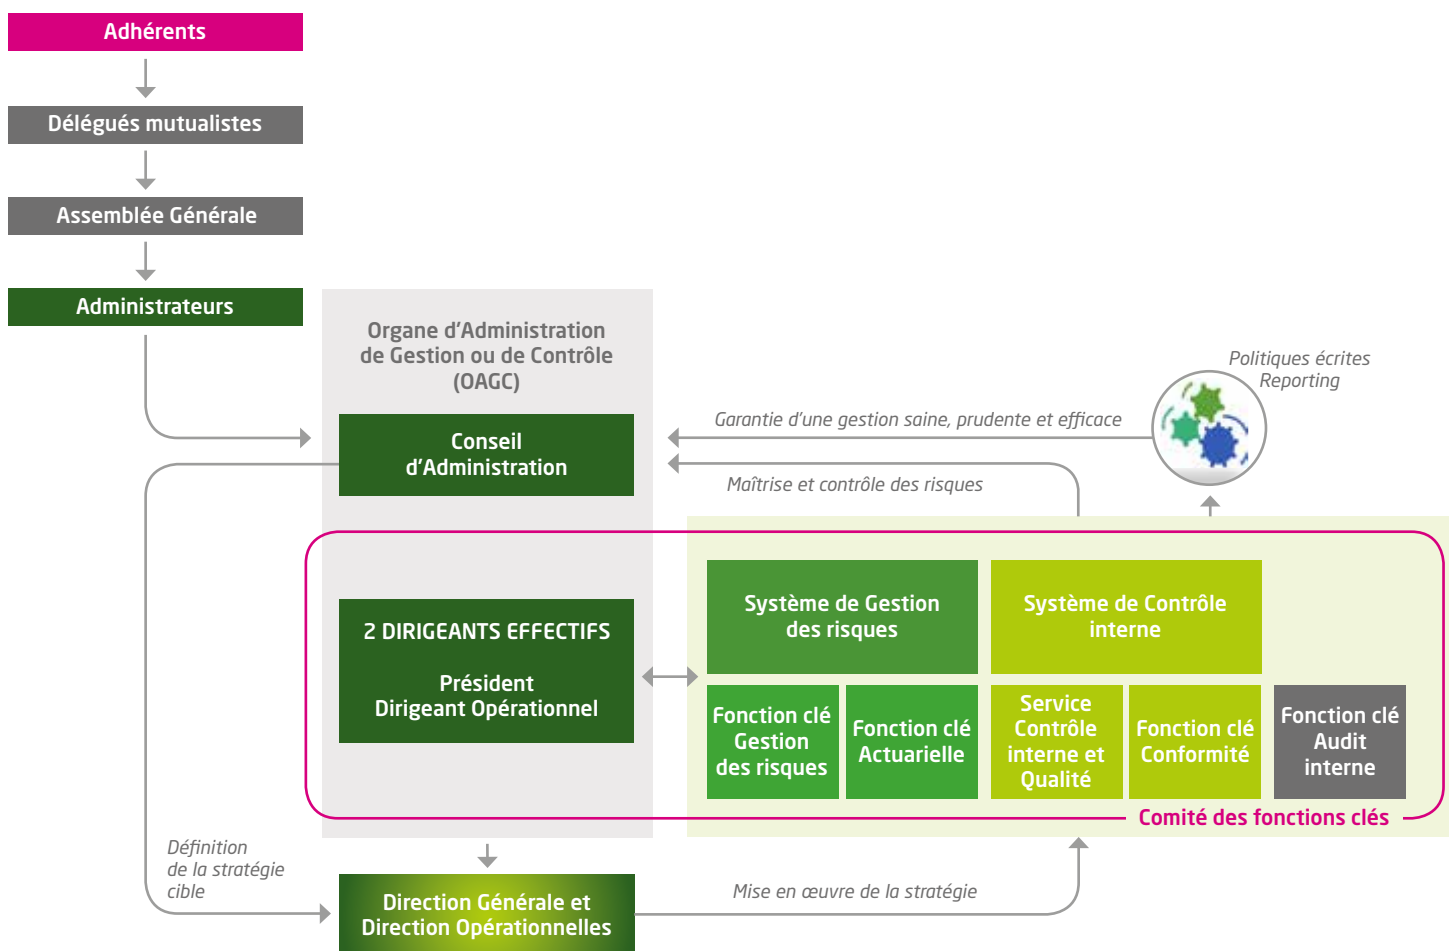 Adhérents
Délégués mutualistes
Assemblée Générale
Administrateurs
Organe d'Administration
de Gestion ou de Contrôle
(OAGC)
Conseil
d'Administration
Politiques écrites
Reporting
Garantie d'une gestion saine, prudente et efficace
Maîtrise et contrôle des risques
2 DIRIGEANTS EFFECTIFS
Président
Dirigeant Opérationnel
Système de Gestion
des risques
Système de Contrôle
interne
Fonction clé
Gestion
des risques
Fonction clé
Actuarielle
Service
Contrôle
interne et
Qualité
Fonction clé
Conformité
Fonction clé
Audit
interne
Comité des fonctions clés
Définition
de la stratégie
cible
Direction Générale et
Direction Opérationnelles
Mise en œuvre de la stratégie